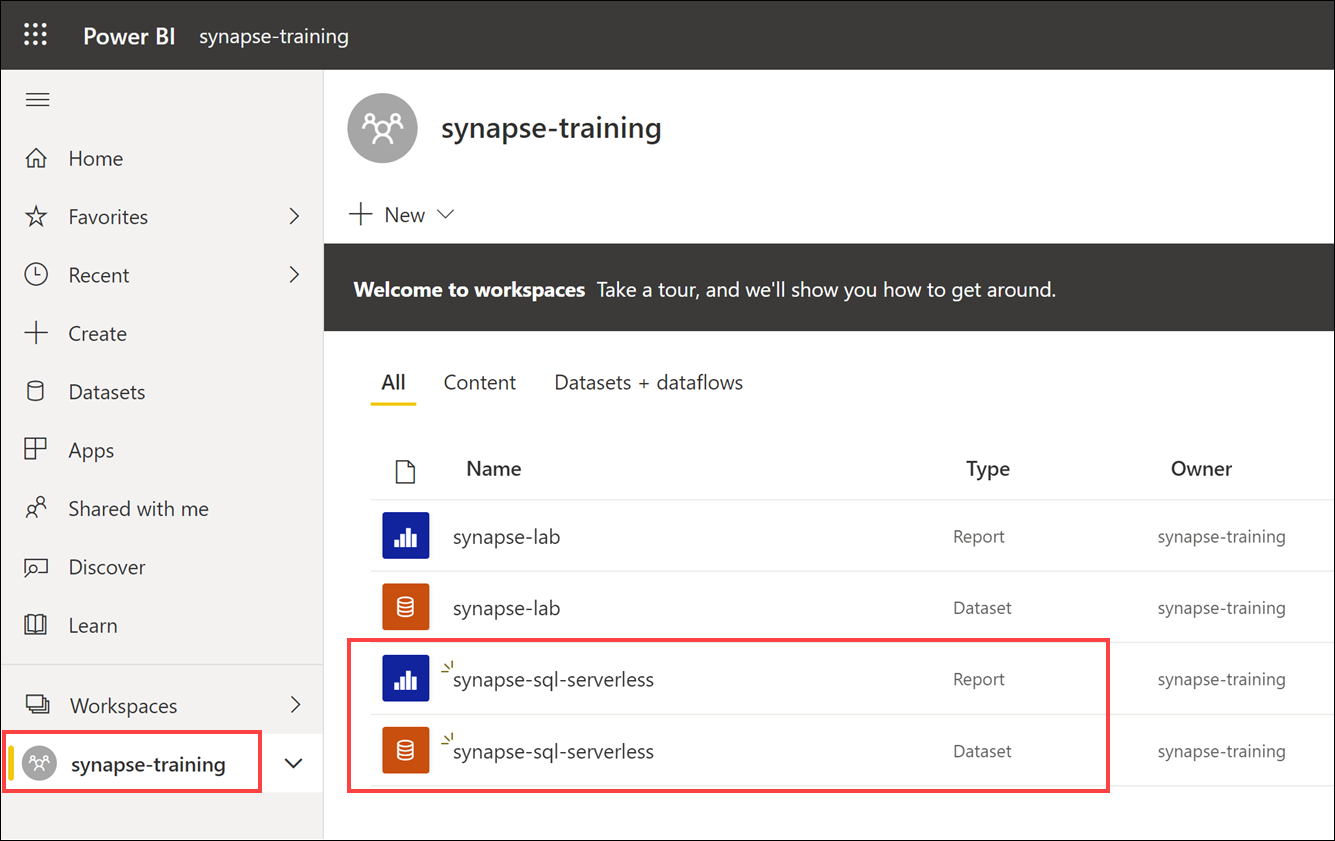 Power BI synapse-training
Home
Favorites
Recent
Create
Datasets
Apps
Shared with me
Discover
Learn
Workspaces
synapse-training
synapse-training
New
Welcome to workspaces Take a tour, and we'll show you how to get around.
All Content Datasets + dataflows
Name Type Owner
synapse-lab Report synapse-training
synapse-lab Dataset synapse-training
synapse-sql-serverless Report synapse-training
synapse-sql-serverless Dataset synapse-training